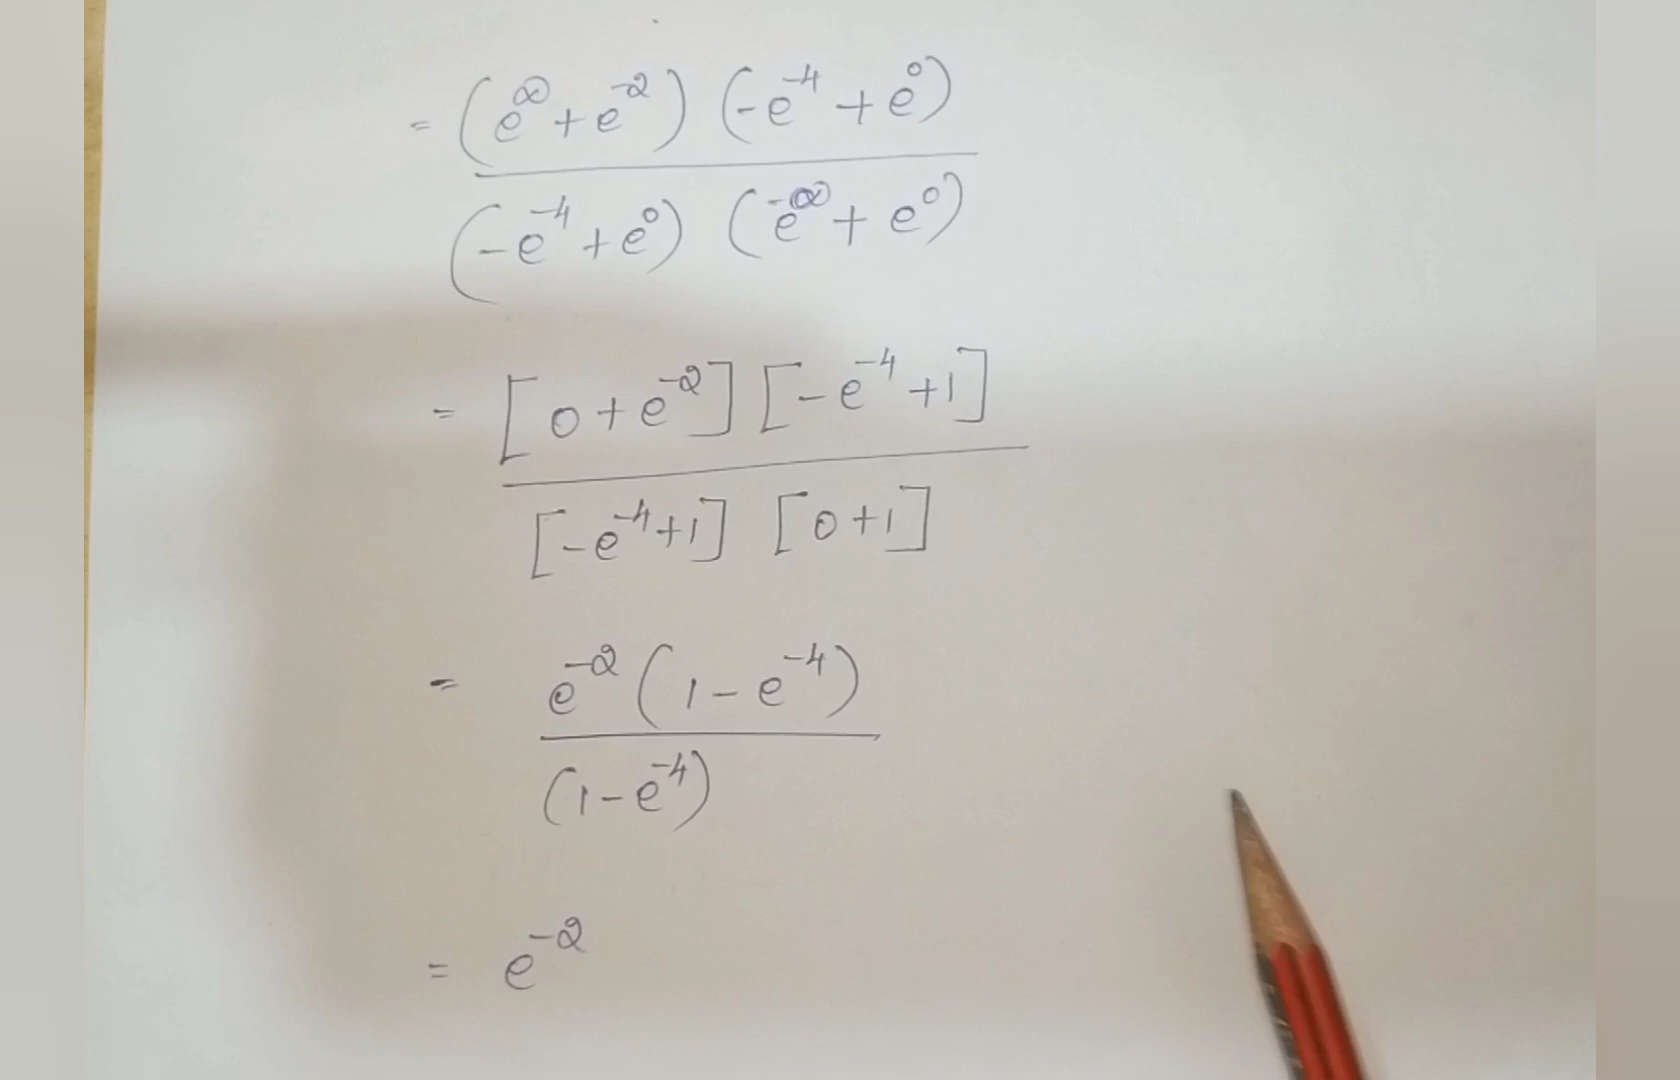 = (e^∞ + e^-2) (-e^-4 + e^0)
(-e^-4 + e^0) (e^-∞ + e^0)
= [0 + e^-2] [-e^-4 + 1]
[-e^-4 + 1] [0 + 1]
= e^-2 (1 - e^-4)
(1 - e^-4)
= e^-2